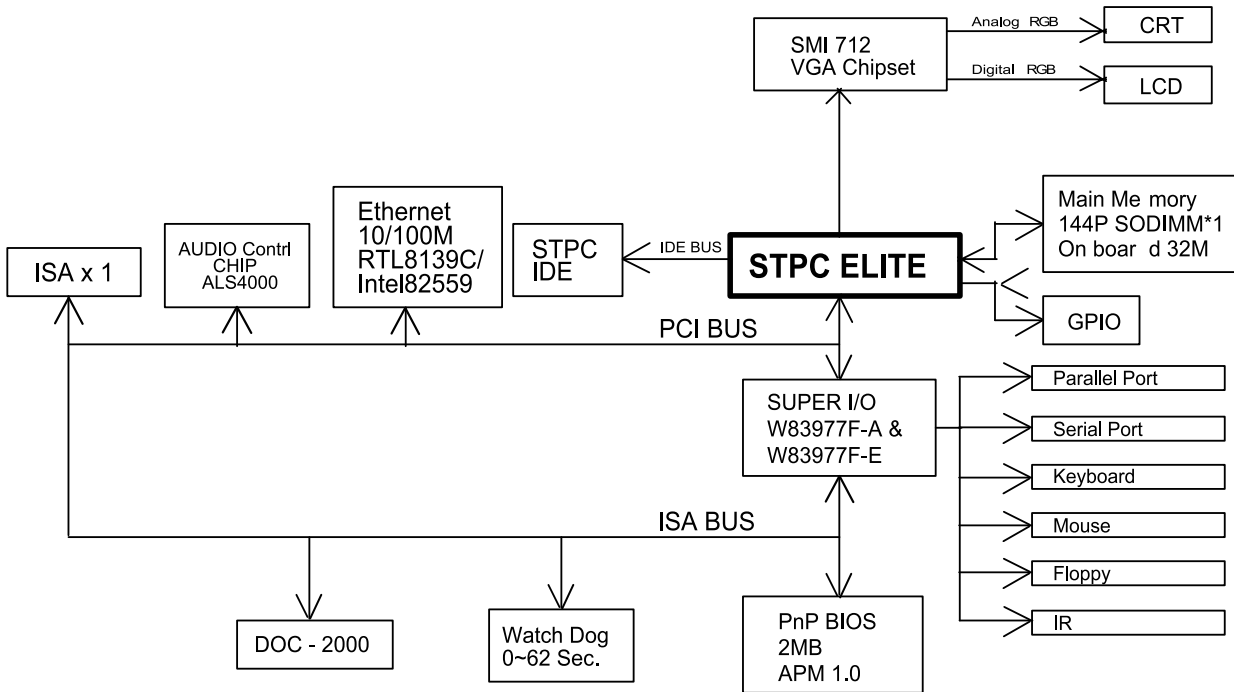 SMI 712
VGA Chipset
Analog RGB
CRT
Digital RGB
LCD
Main Me mory
144P SODIMM*1
On boar d 32M
Ethernet
10/100M
RTL8139C/
Intel82559
AUDIO Contrl
CHIP
ALS4000
ISA x 1
STPC
IDE
IDE BUS
STPC ELITE
GPIO
PCI BUS
SUPER I/O
W83977F-A &
W83977F-E
Parallel Port
Serial Port
Keyboard
Mouse
Floppy
IR
ISA BUS
DOC - 2000
Watch Dog
0~62 Sec.
PnP BIOS
2MB
APM 1.0